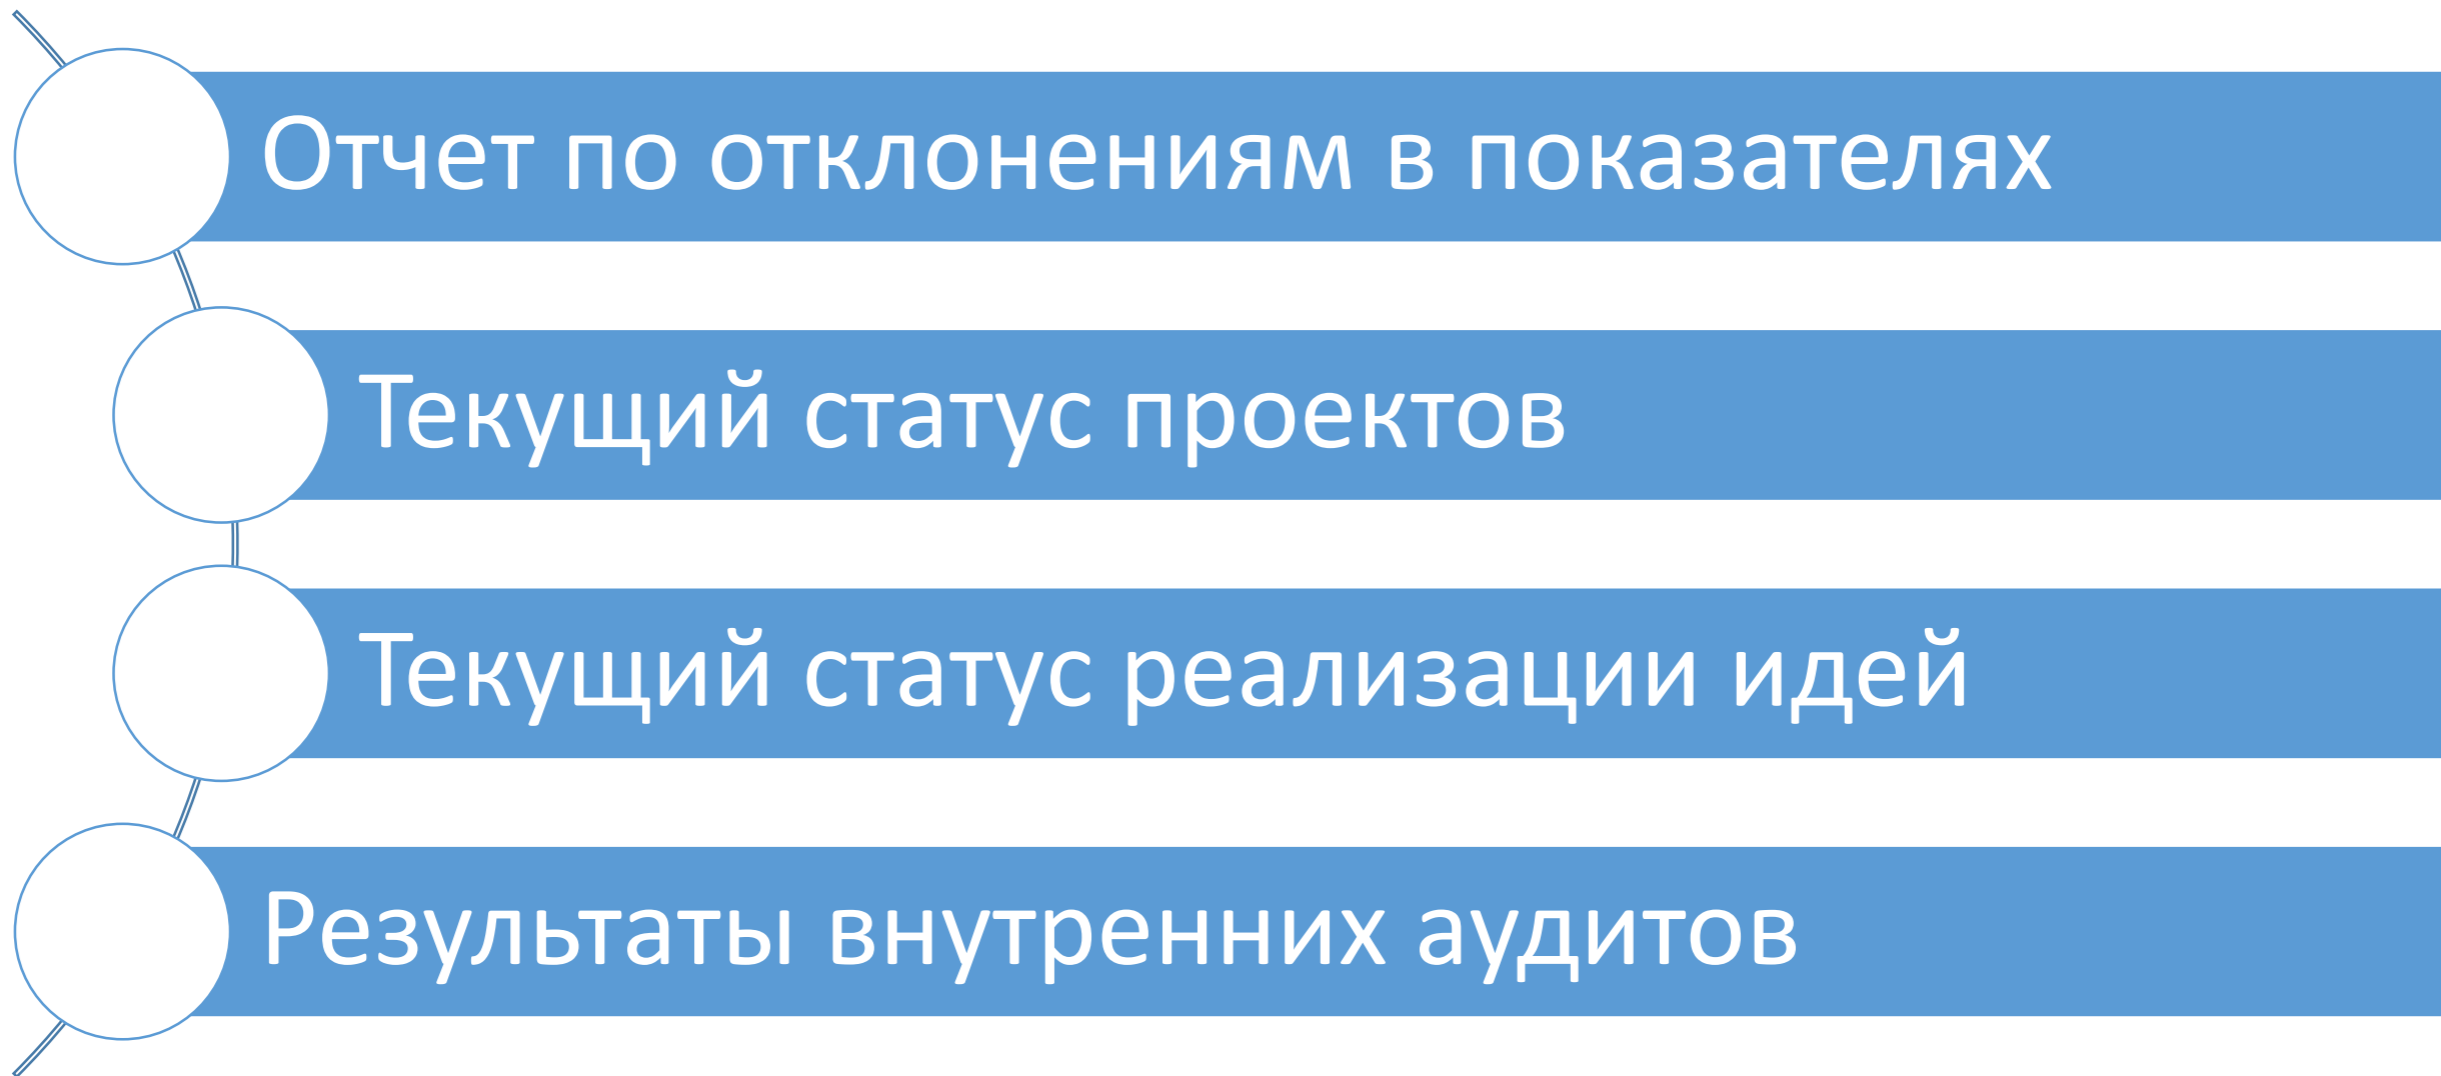 Отчет по отклонениям в показателях
Текущий статус проектов
Текущий статус реализации идей
Результаты внутренних аудитов